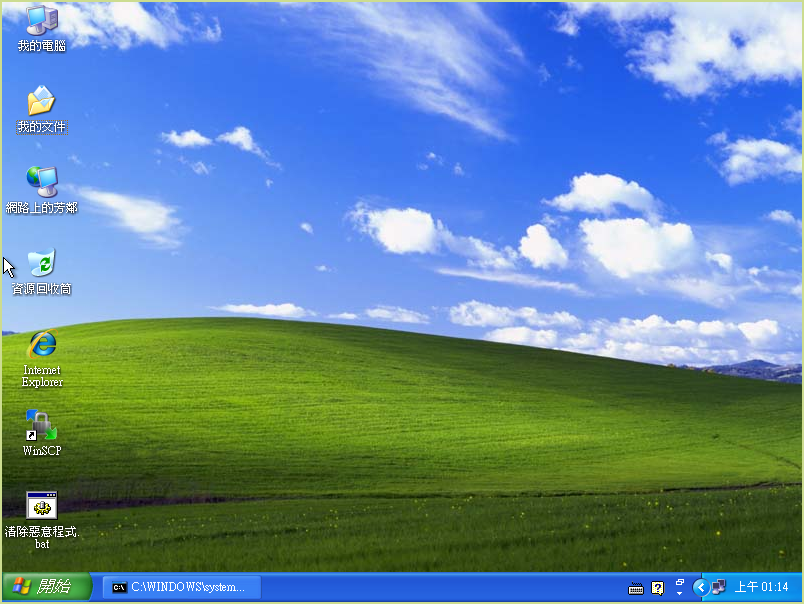 我的電腦
我的文件
網路上的芳鄰
資源回收筒
Internet
Explorer
WinSCP
清除惡意程式.
bat
開始
C:\WINDOWS\system...
上午 01:14